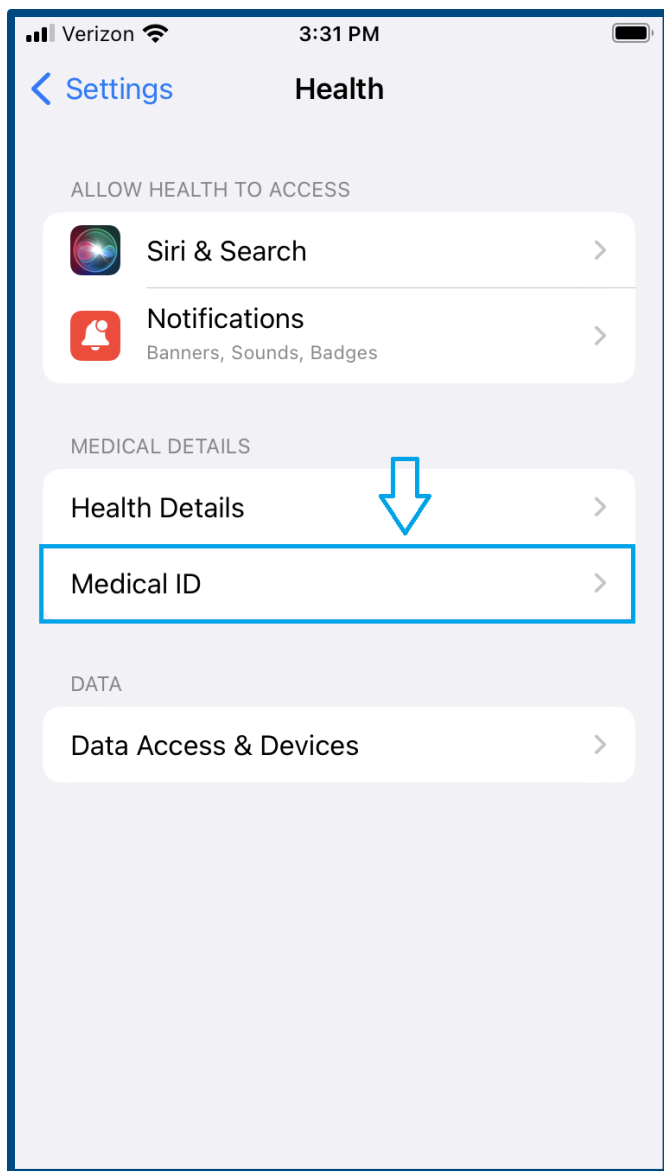 Verizon 3:31 PM
Settings Health
ALLOW HEALTH TO ACCESS
Siri & Search
Notifications
Banners, Sounds, Badges
MEDICAL DETAILS
Health Details
Medical ID
DATA
Data Access & Devices